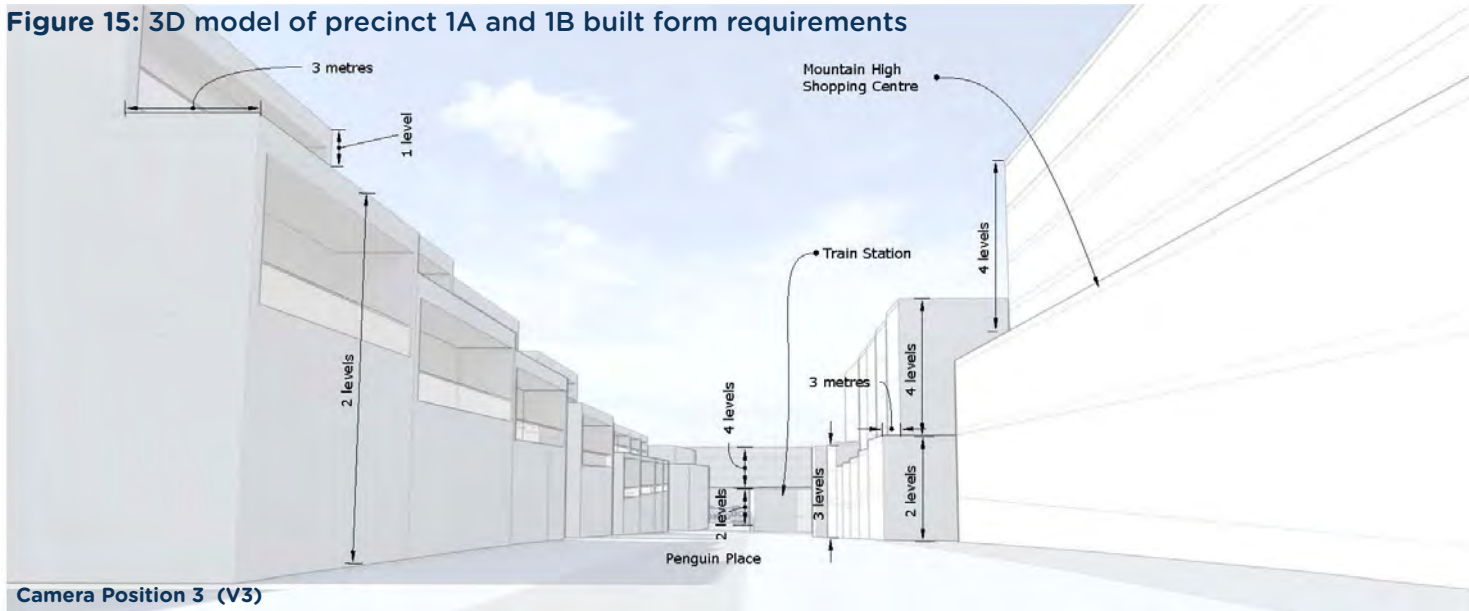 Figure 15: 3D model of precinct 1A and 1B built form requirements
3 metres
Mountain High
Shopping Centre
1 level
4 levels
Train Station
2 levels
4 levels
3 metres
4 levels
2 levels
3 levels
2 levels
Penguin Place
Camera Position 3 (V3)